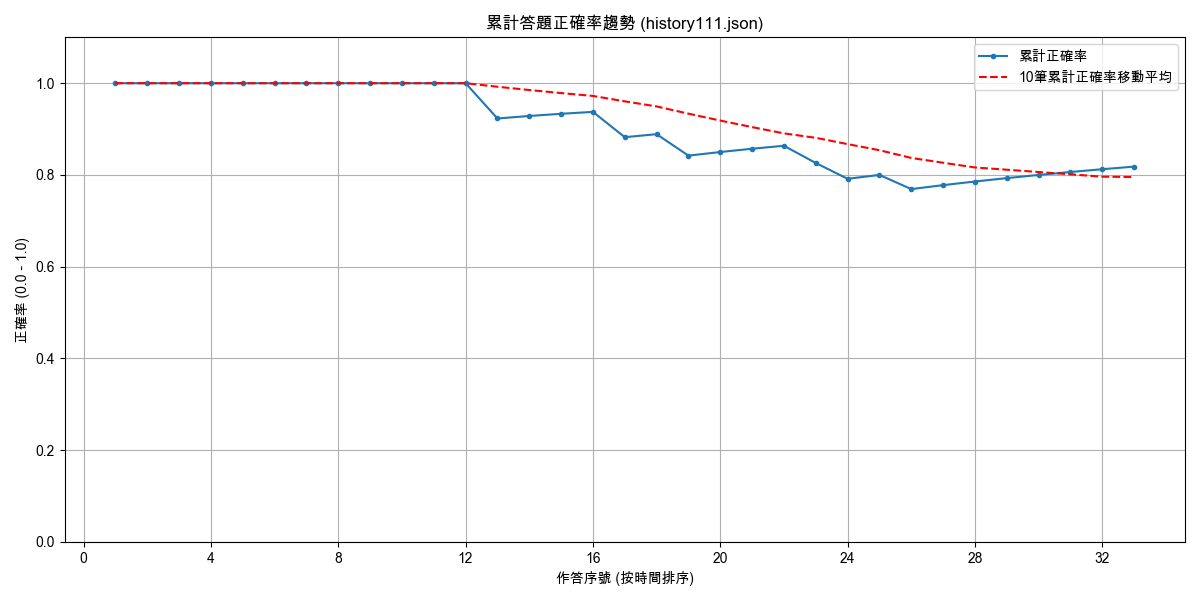 累計答題正確率趨勢 (history111.json)
累計正確率
10筆累計正確率移動平均
正確率 (0.0 - 1.0)
1.0
0.8
0.6
0.4
0.2
0.0
0 4 8 12 16 20 24 28 32
作答序號 (按時間排序)